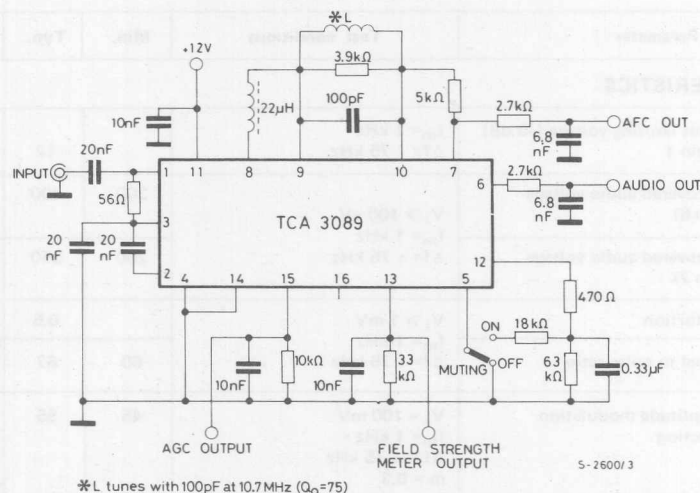 *L
+12V
3.9kΩ
22µH
100pF
5kΩ
10nF
2.7kΩ
AFC OUT
6.8 nF
20nF
INPUT
1
11
8
9
10
7
56Ω
TCA 3089
6
2.7kΩ
AUDIO OUT
6.8 nF
3
20 nF
20 nF
2
12
4
14
15
16
13
5
470Ω
ON
18kΩ
MUTING
OFF
10nF
10kΩ
10nF
33 kΩ
63 kΩ
0.33µF
AGC OUTPUT
FIELD STRENGTH
METER OUTPUT
S-2600/3
*L tunes with 100pF at 10.7MHz (Qo=75)